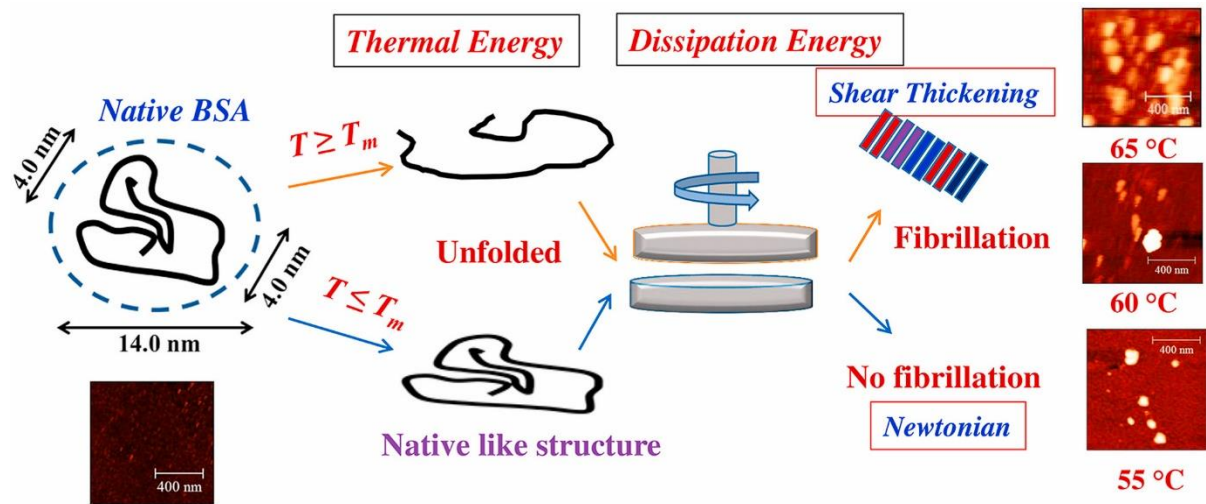 Thermal Energy
Dissipation Energy
Native BSA
4.0 nm
4.0 nm
14.0 nm
400 nm
T ≥ Tₘ
T ≤ Tₘ
Unfolded
Native like structure
Shear Thickening
Fibrillation
No fibrillation
Newtonian
400 nm
65 °C
400 nm
60 °C
400 nm
55 °C